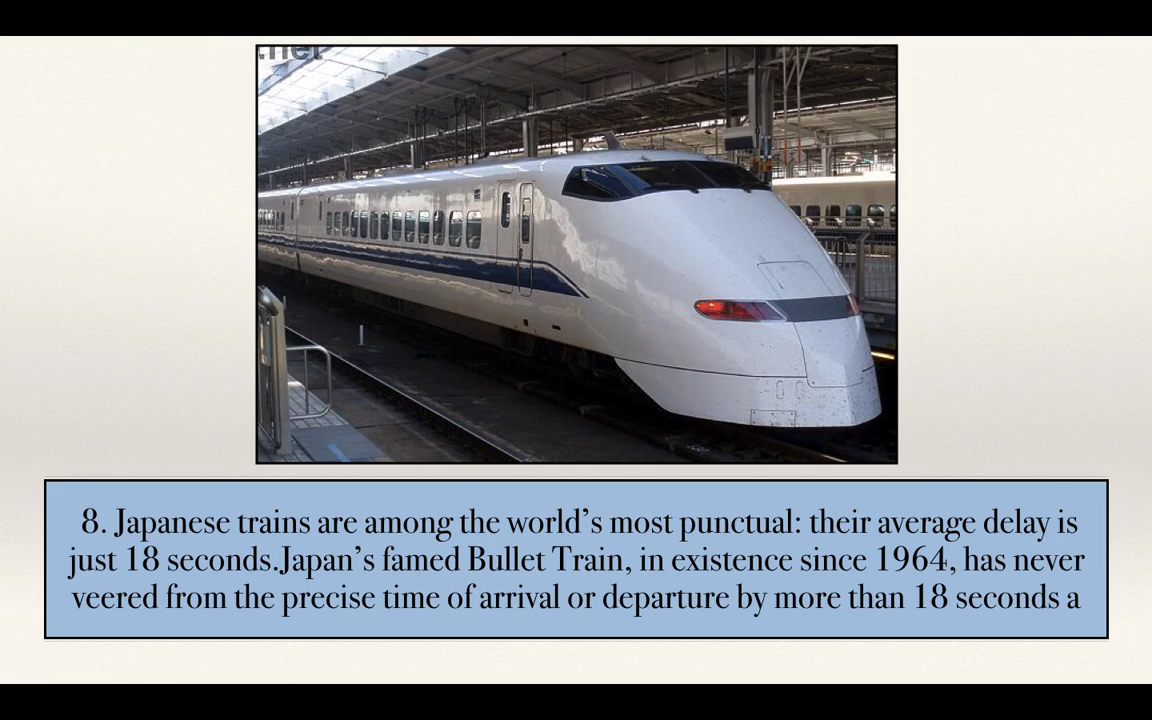 .net
8. Japanese trains are among the world’s most punctual: their average delay is
just 18 seconds.Japan’s famed Bullet Train, in existence since 1964, has never
veered from the precise time of arrival or departure by more than 18 seconds a